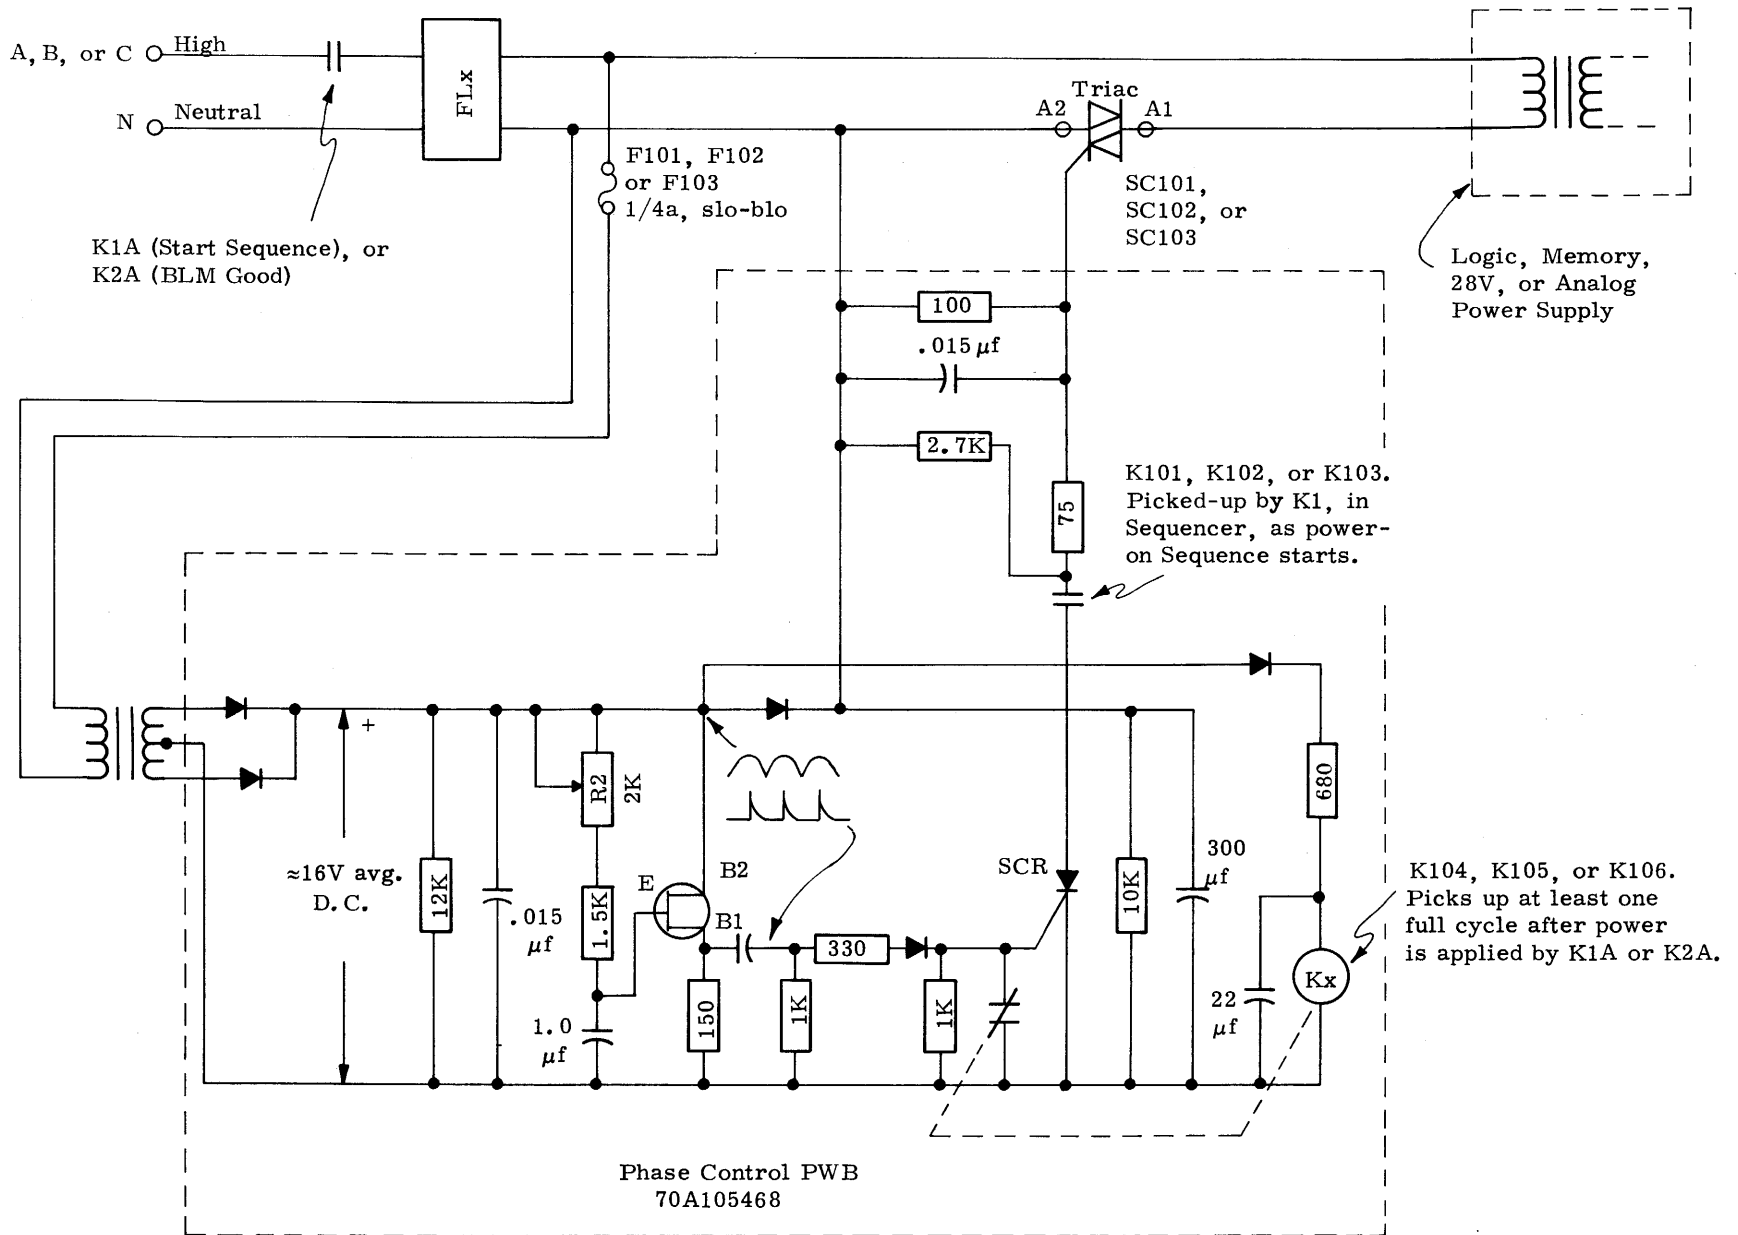 A, B, or C
High
N
Neutral
FLx
K1A (Start Sequence), or
K2A (BLM Good)
F101, F102
or F103
1/4a, slo-blo
Triac
A2
A1
SC101,
SC102, or
SC103
Logic, Memory,
28V, or Analog
Power Supply
100
.015 μf
2.7K
75
K101, K102, or K103.
Picked-up by K1, in
Sequencer, as power-
on Sequence starts.
+
≈16V avg.
D.C.
12K
.015
μf
R2
2K
1.5K
1.0
μf
E
B2
B1
150
1K
330
1K
SCR
10K
300
μf
680
22
μf
Kx
K104, K105, or K106.
Picks up at least one
full cycle after power
is applied by K1A or K2A.
Phase Control PWB
70A105468